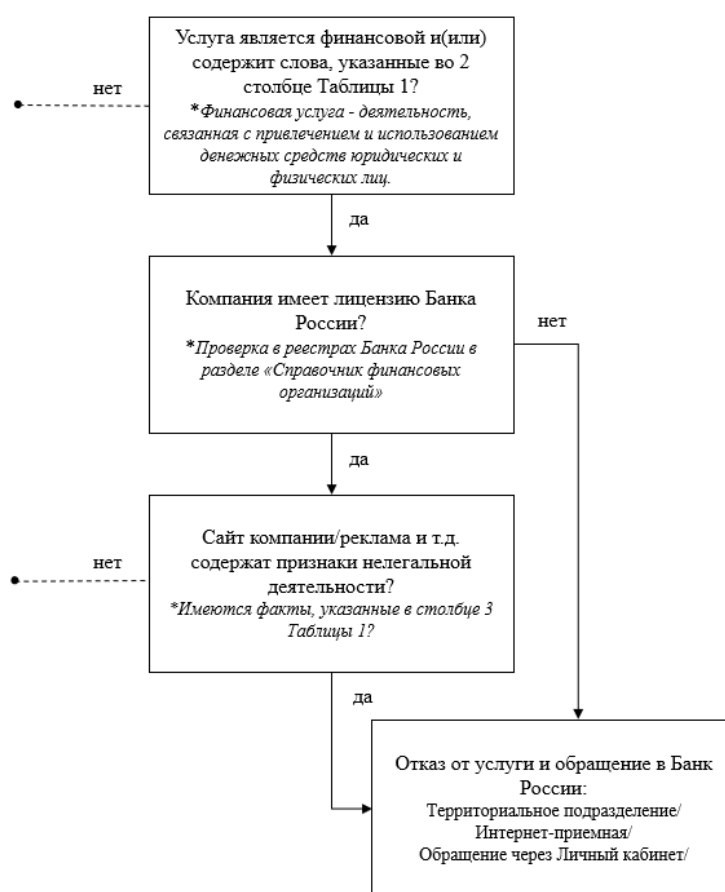 Услуга является финансовой и(или)
содержит слова, указанные во 2
столбце Таблицы 1?
*Финансовая услуга - деятельность,
связанная с привлечением и использованием
денежных средств юридических и
физических лиц.
нет
да
Компания имеет лицензию Банка
России?
*Проверка в реестрах Банка России в
разделе «Справочник финансовых
организаций»
нет
да
Сайт компании/реклама и т.д.
содержат признаки нелегальной
деятельности?
*Имеются факты, указанные в столбце 3
Таблицы 1?
нет
да
Отказ от услуги и обращение в Банк
России:
Территориальное подразделение/
Интернет-приемная/
Обращение через Личный кабинет/